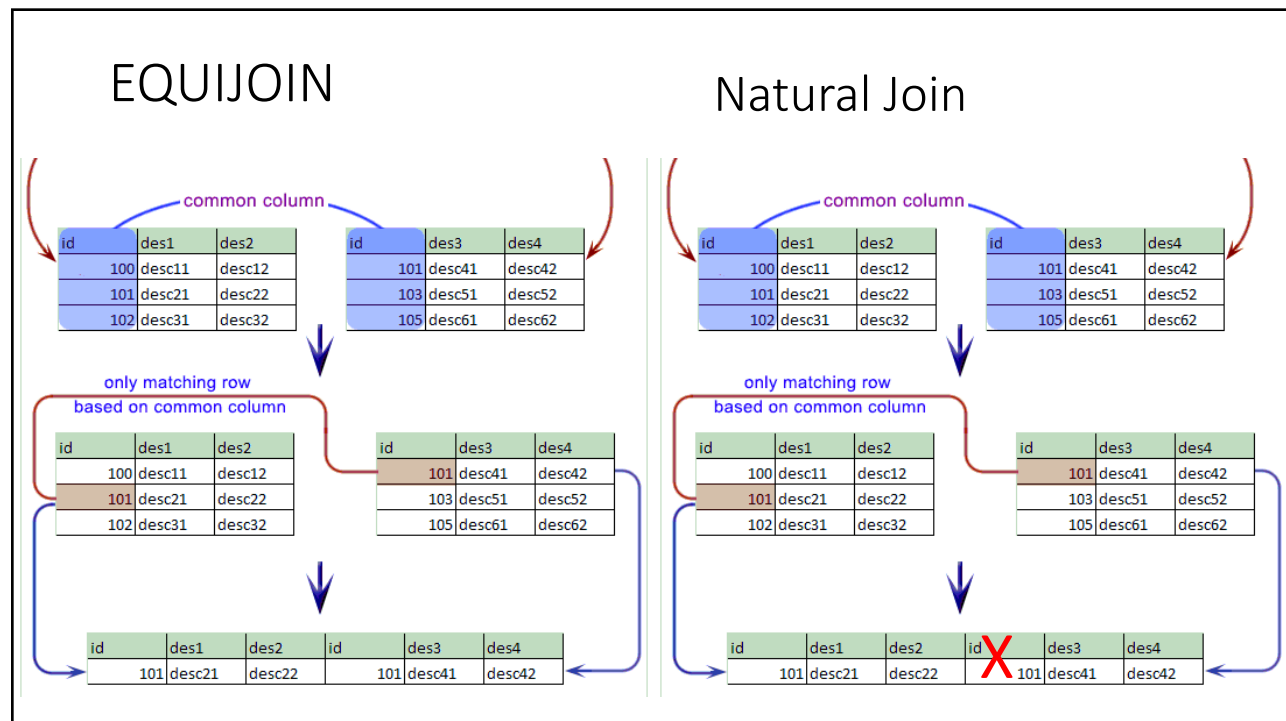 EQUIJOIN
common column
id des1 des2 id des3 des4
100 desc11 desc12 101 desc41 desc42
101 desc21 desc22 103 desc51 desc52
102 desc31 desc32 105 desc61 desc62
only matching row
based on common column
id des1 des2 id des3 des4
100 desc11 desc12 101 desc41 desc42
101 desc21 desc22 103 desc51 desc52
102 desc31 desc32 105 desc61 desc62
id des1 des2 id des3 des4
101 desc21 desc22 101 desc41 desc42
Natural Join
common column
id des1 des2 id des3 des4
100 desc11 desc12 101 desc41 desc42
101 desc21 desc22 103 desc51 desc52
102 desc31 desc32 105 desc61 desc62
only matching row
based on common column
id des1 des2 id des3 des4
100 desc11 desc12 101 desc41 desc42
101 desc21 desc22 103 desc51 desc52
102 desc31 desc32 105 desc61 desc62
id des1 des2 id X des3 des4
101 desc21 desc22 101 desc41 desc42